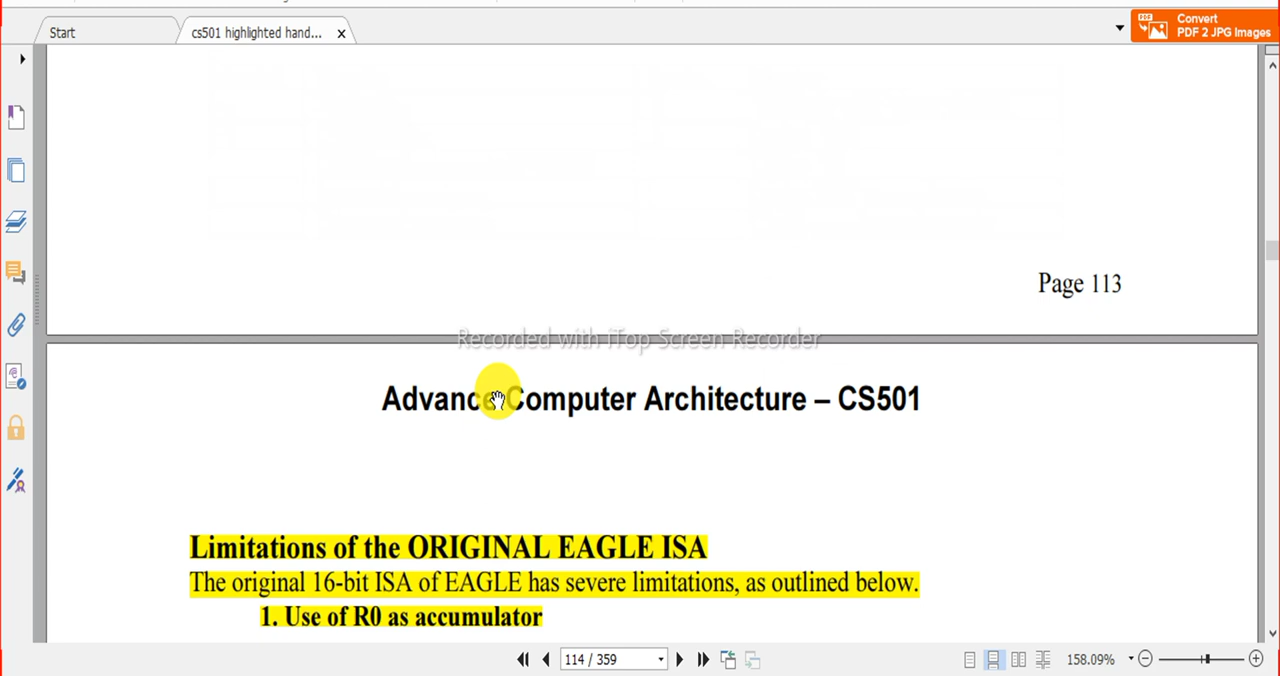 Start
cs501 highlighted hand... x
Convert
PDF 2 JPG Images
Page 113
Recorded with iTop Screen Recorder
Advance Computer Architecture – CS501
Limitations of the ORIGINAL EAGLE ISA
The original 16-bit ISA of EAGLE has severe limitations, as outlined below.
1. Use of R0 as accumulator
114 / 359
158.09%